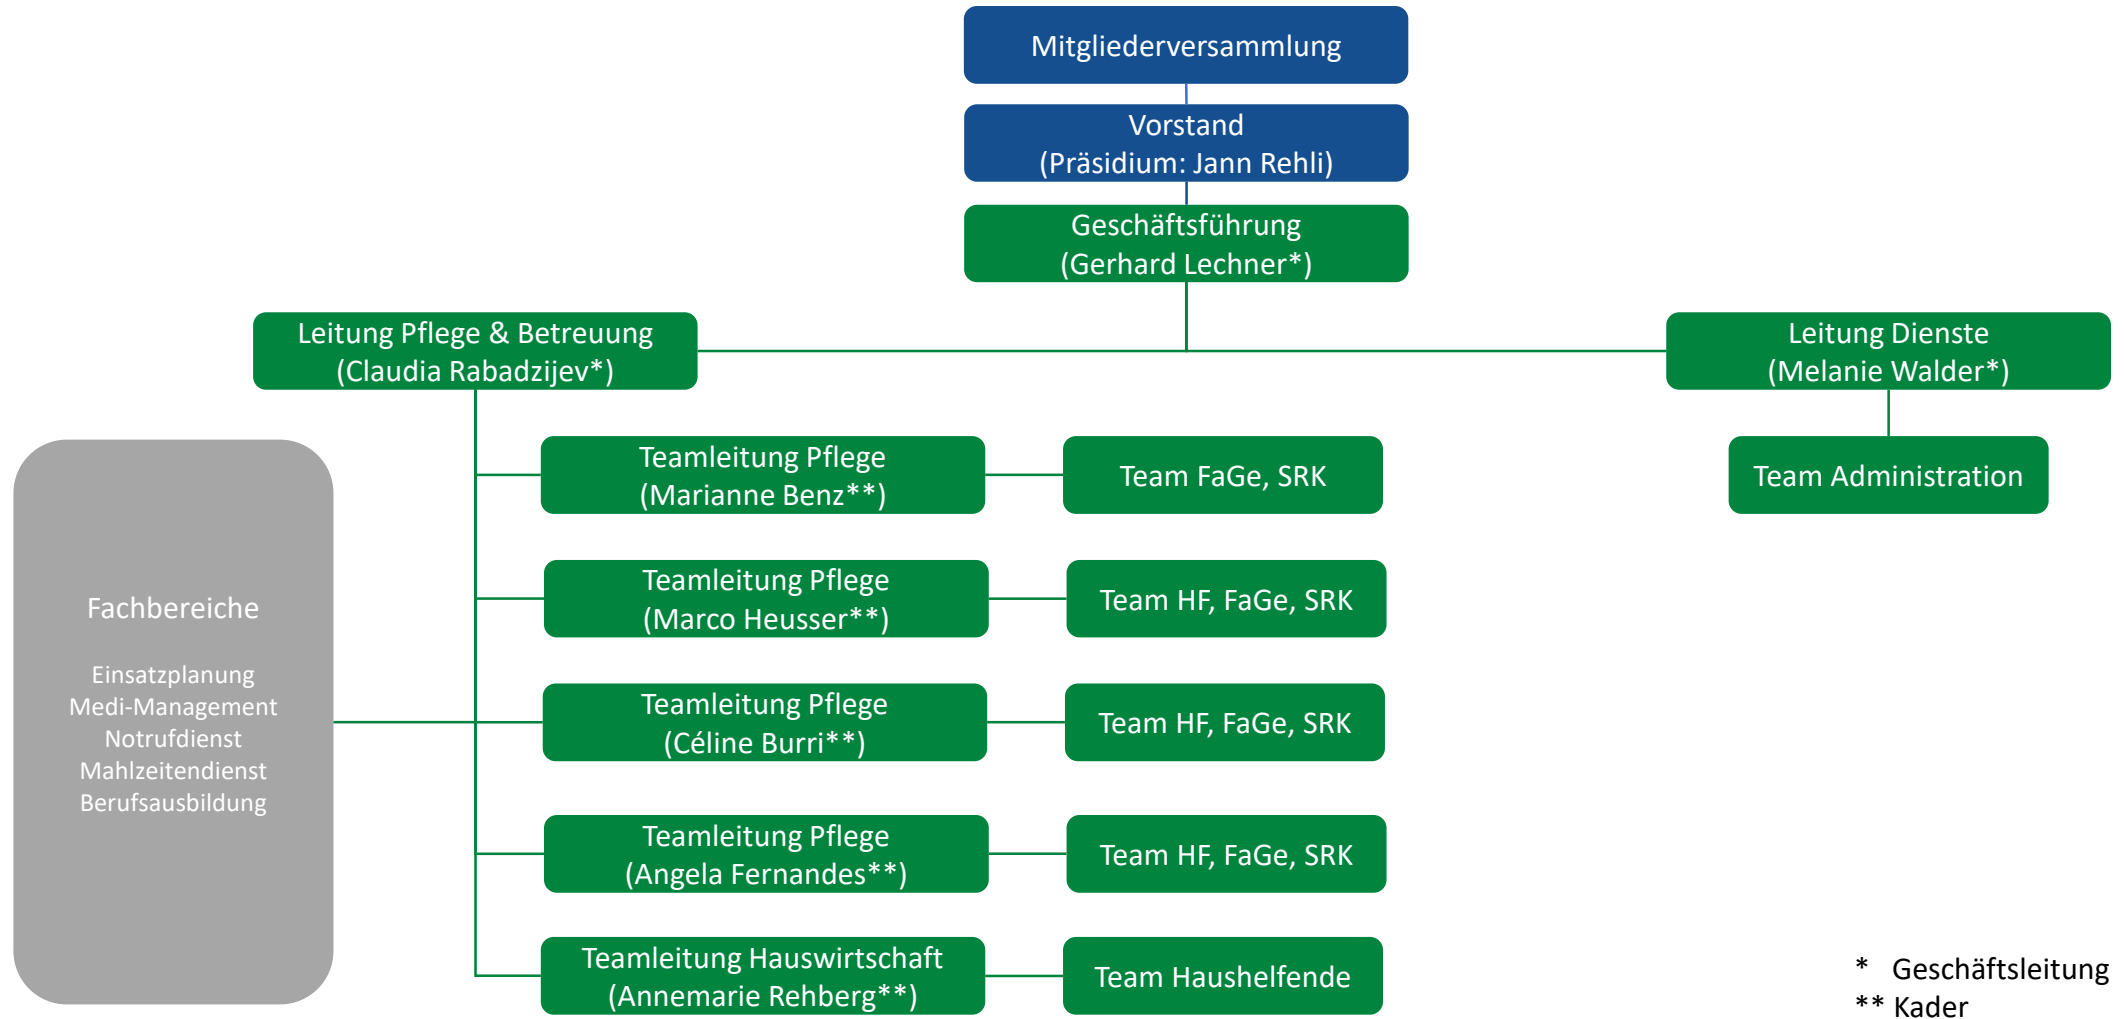 Mitgliederversammlung
Vorstand
(Präsidium: Jann Rehli)
Geschäftsführung
(Gerhard Lechner*)
Leitung Pflege & Betreuung
(Claudia Rabadzijev*)
Leitung Dienste
(Melanie Walder*)
Teamleitung Pflege
(Marianne Benz**)
Team FaGe, SRK
Team Administration
Fachbereiche
Einsatzplanung
Medi-Management
Notrufdienst
Mahlzeitendienst
Berufsausbildung
Teamleitung Pflege
(Marco Heusser**)
Team HF, FaGe, SRK
Teamleitung Pflege
(Céline Burri**)
Team HF, FaGe, SRK
Teamleitung Pflege
(Angela Fernandes**)
Team HF, FaGe, SRK
Teamleitung Hauswirtschaft
(Annemarie Rehberg**)
Team Haushelfende
* Geschäftsleitung
** Kader